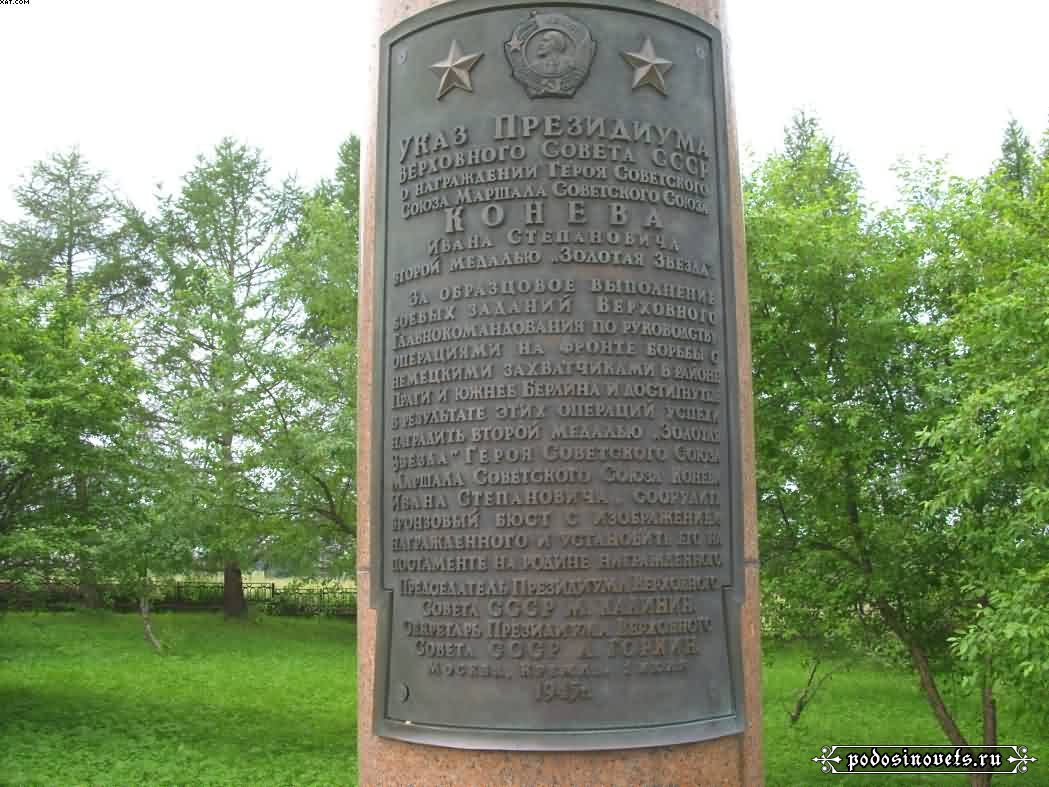 XAT.COM
УКАЗ ПРЕЗИДИУМА
ВЕРХОВНОГО СОВЕТА СССР
О НАГРАЖДЕНИИ ГЕРОЯ СОВЕТСКОГО
СОЮЗА МАРШАЛА СОВЕТСКОГО СОЮЗА
КОНЕВА
ИВАНА СТЕПАНОВИЧА
ВТОРОЙ МЕДАЛЬЮ „ЗОЛОТАЯ ЗВЕЗДА"
ЗА ОБРАЗЦОВОЕ ВЫПОЛНЕНИЕ
БОЕВЫХ ЗАДАНИЙ ВЕРХОВНОГО
ГЛАВНОКОМАНДОВАНИЯ ПО РУКОВОДСТВУ
ОПЕРАЦИЯМИ НА ФРОНТЕ БОРЬБЫ С
НЕМЕЦКИМИ ЗАХВАТЧИКАМИ В РАЙОНЕ
ПРАГИ И ЮЖНЕЕ БЕРЛИНА И ДОСТИГНУТЫЕ
В РЕЗУЛЬТАТЕ ЭТИХ ОПЕРАЦИЙ УСПЕХИ
НАГРАДИТЬ ВТОРОЙ МЕДАЛЬЮ „ЗОЛОТАЯ
ЗВЕЗДА" ГЕРОЯ СОВЕТСКОГО СОЮЗА
МАРШАЛА СОВЕТСКОГО СОЮЗА КОНЕВА
ИВАНА СТЕПАНОВИЧА, СООРУДИТЬ
БРОНЗОВЫЙ БЮСТ С ИЗОБРАЖЕНИЕМ
НАГРАЖДЕННОГО И УСТАНОВИТЬ ЕГО НА
ПОСТАМЕНТЕ НА РОДИНЕ НАГРАЖДЕННОГО.
ПРЕДСЕДАТЕЛЬ ПРЕЗИДИУМА ВЕРХОВНОГО
СОВЕТА СССР М. КАЛИНИН.
СЕКРЕТАРЬ ПРЕЗИДИУМА ВЕРХОВНОГО
СОВЕТА СССР А. ГОРКИН.
МОСКВА, КРЕМЛЬ. 1 ИЮНЯ
1945г.
podosinovets.ru